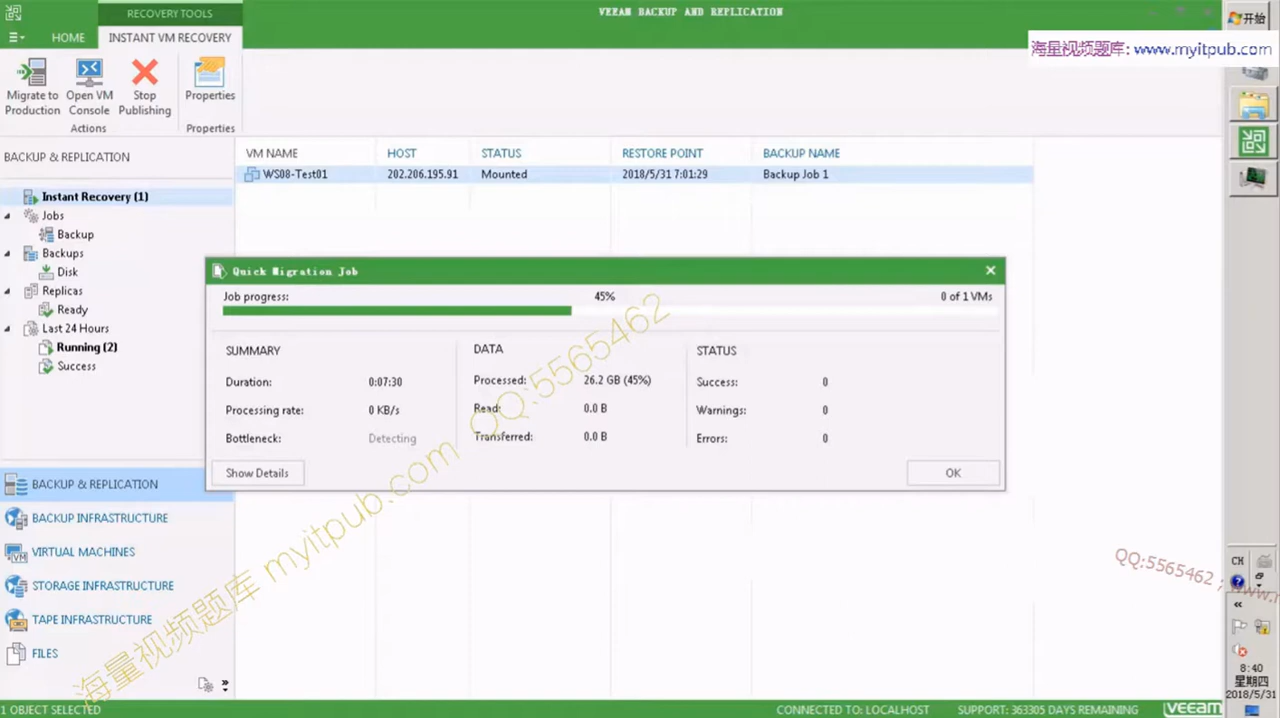 RECOVERY TOOLS
VEEAM BACKUP AND REPLICATION
开始
HOME
INSTANT VM RECOVERY
海量视频题库: www.myitpub.com
Migrate to Production
Open VM Console
Stop Publishing
Properties
Actions
Properties
BACKUP & REPLICATION
Instant Recovery (1)
Jobs
Backup
Backups
Disk
Replicas
Ready
Last 24 Hours
Running (2)
Success
VM NAME HOST STATUS RESTORE POINT BACKUP NAME
WS08-Test01 202.206.195.91 Mounted 2018/5/31 7:01:29 Backup Job 1
Quick Migration Job
Job progress: 45% 0 of 1 VMs
SUMMARY
Duration: 0:07:30
Processing rate: 0 KB/s
Bottleneck: Detecting
DATA
Processed: 26.2 GB (45%)
Read: 0.0 B
Transferred: 0.0 B
STATUS
Success: 0
Warnings: 0
Errors: 0
Show Details
OK
BACKUP & REPLICATION
BACKUP INFRASTRUCTURE
VIRTUAL MACHINES
STORAGE INFRASTRUCTURE
TAPE INFRASTRUCTURE
FILES
海量视频题库 myitpub.com QQ:5565462
QQ:5565462 ;
CH
8:40
星期四
2018/5/31
1 OBJECT SELECTED
CONNECTED TO: LOCALHOST
SUPPORT: 363305 DAYS REMAINING
veeam